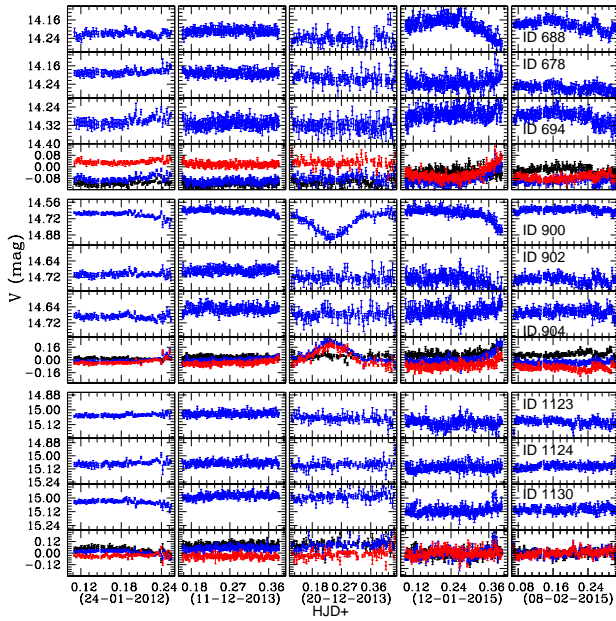 14.16
14.24
ID 688
14.16
14.24
ID 678
14.24
14.32
14.40
ID 694
0.08
0.00
−0.08
14.56
14.72
14.88
ID 900
14.64
14.72
ID 902
14.64
14.72
ID 904
0.16
0.00
−0.16
V (mag)
14.88
15.00
15.12
ID 1123
14.88
15.00
15.12
15.24
ID 1124
15.00
15.24
ID 1130
0.12
0.00
−0.12
0.12 0.18 0.24 0.18 0.27 0.36 0.18 0.27 0.36 0.12 0.24 0.36 0.08 0.16 0.24
(24-01-2012) (11-12-2013) (20-12-2013) (12-01-2015) (08-02-2015)
HJD+